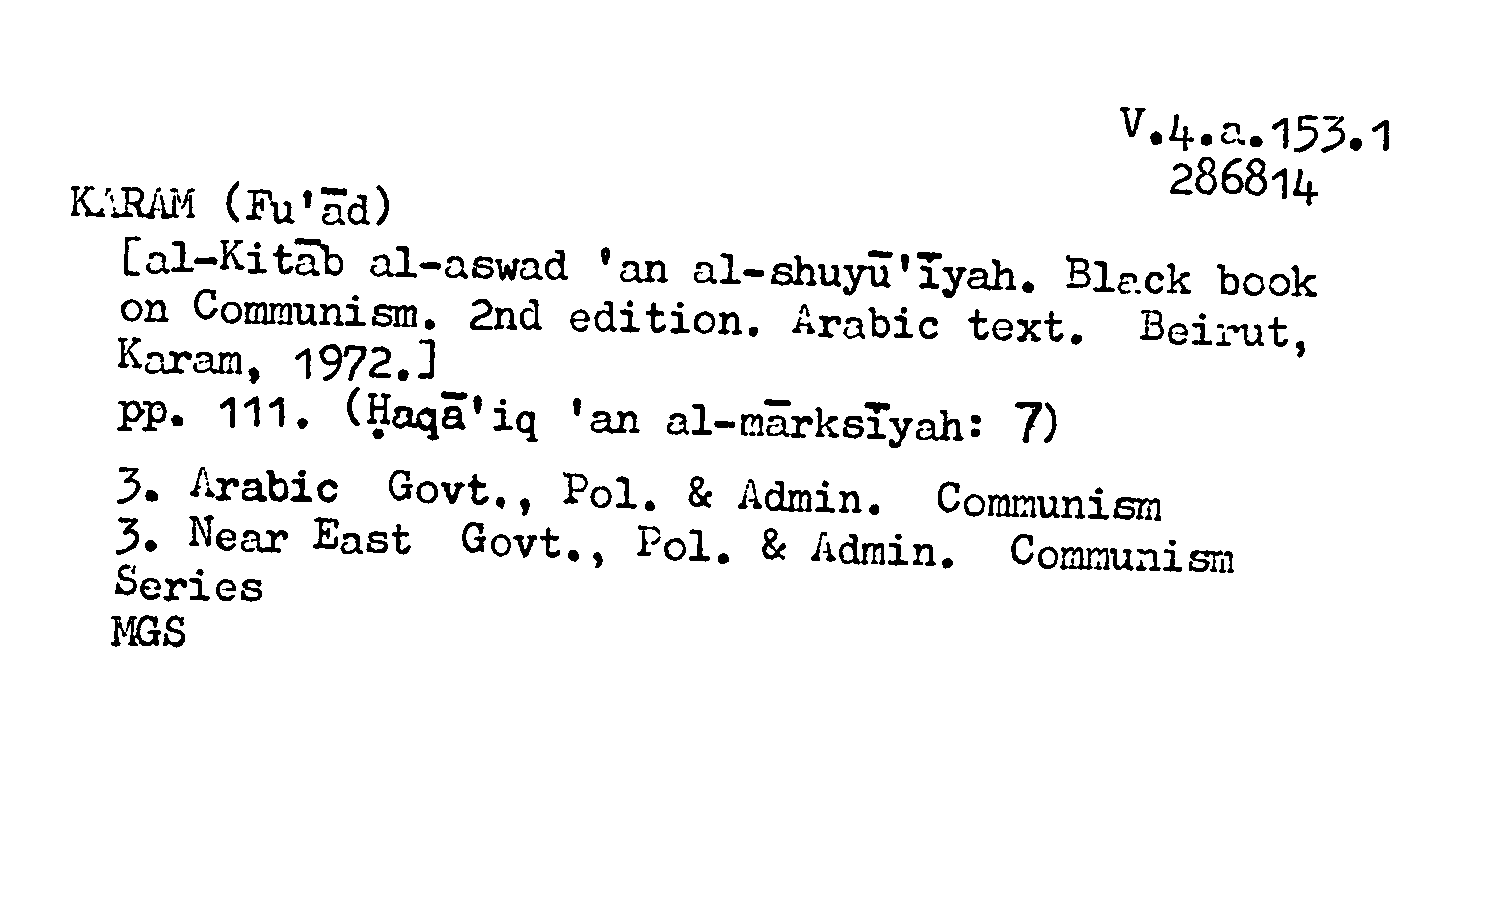 V.4.a.153.1
286814
KARAM (Fu'ād)
[al-Kitāb al-aswad 'an al-shuyū'īyah. Black book
on Communism. 2nd edition. Arabic text. Beirut,
Karam, 1972.]
pp. 111. (Ḥaqā'iq 'an al-mārksīyah: 7)
3. Arabic Govt., Pol. & Admin. Communism
3. Near East Govt., Pol. & Admin. Communism
Series
MGS